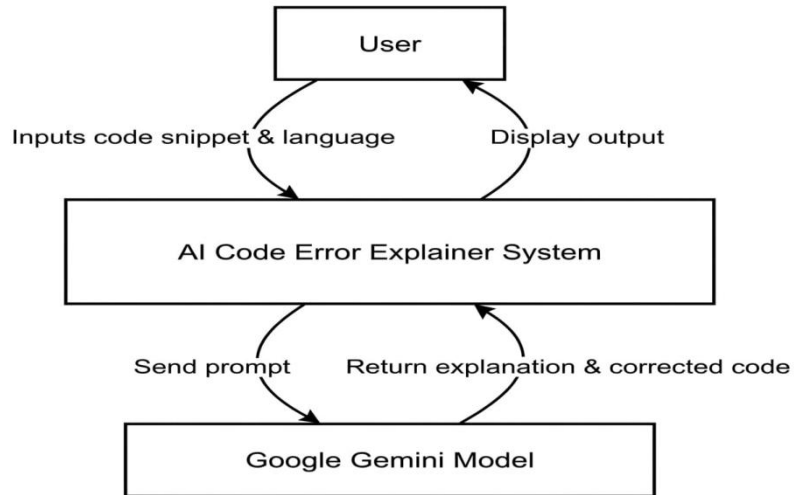 User
Inputs code snippet & language
Display output
AI Code Error Explainer System
Send prompt
Return explanation & corrected code
Google Gemini Model